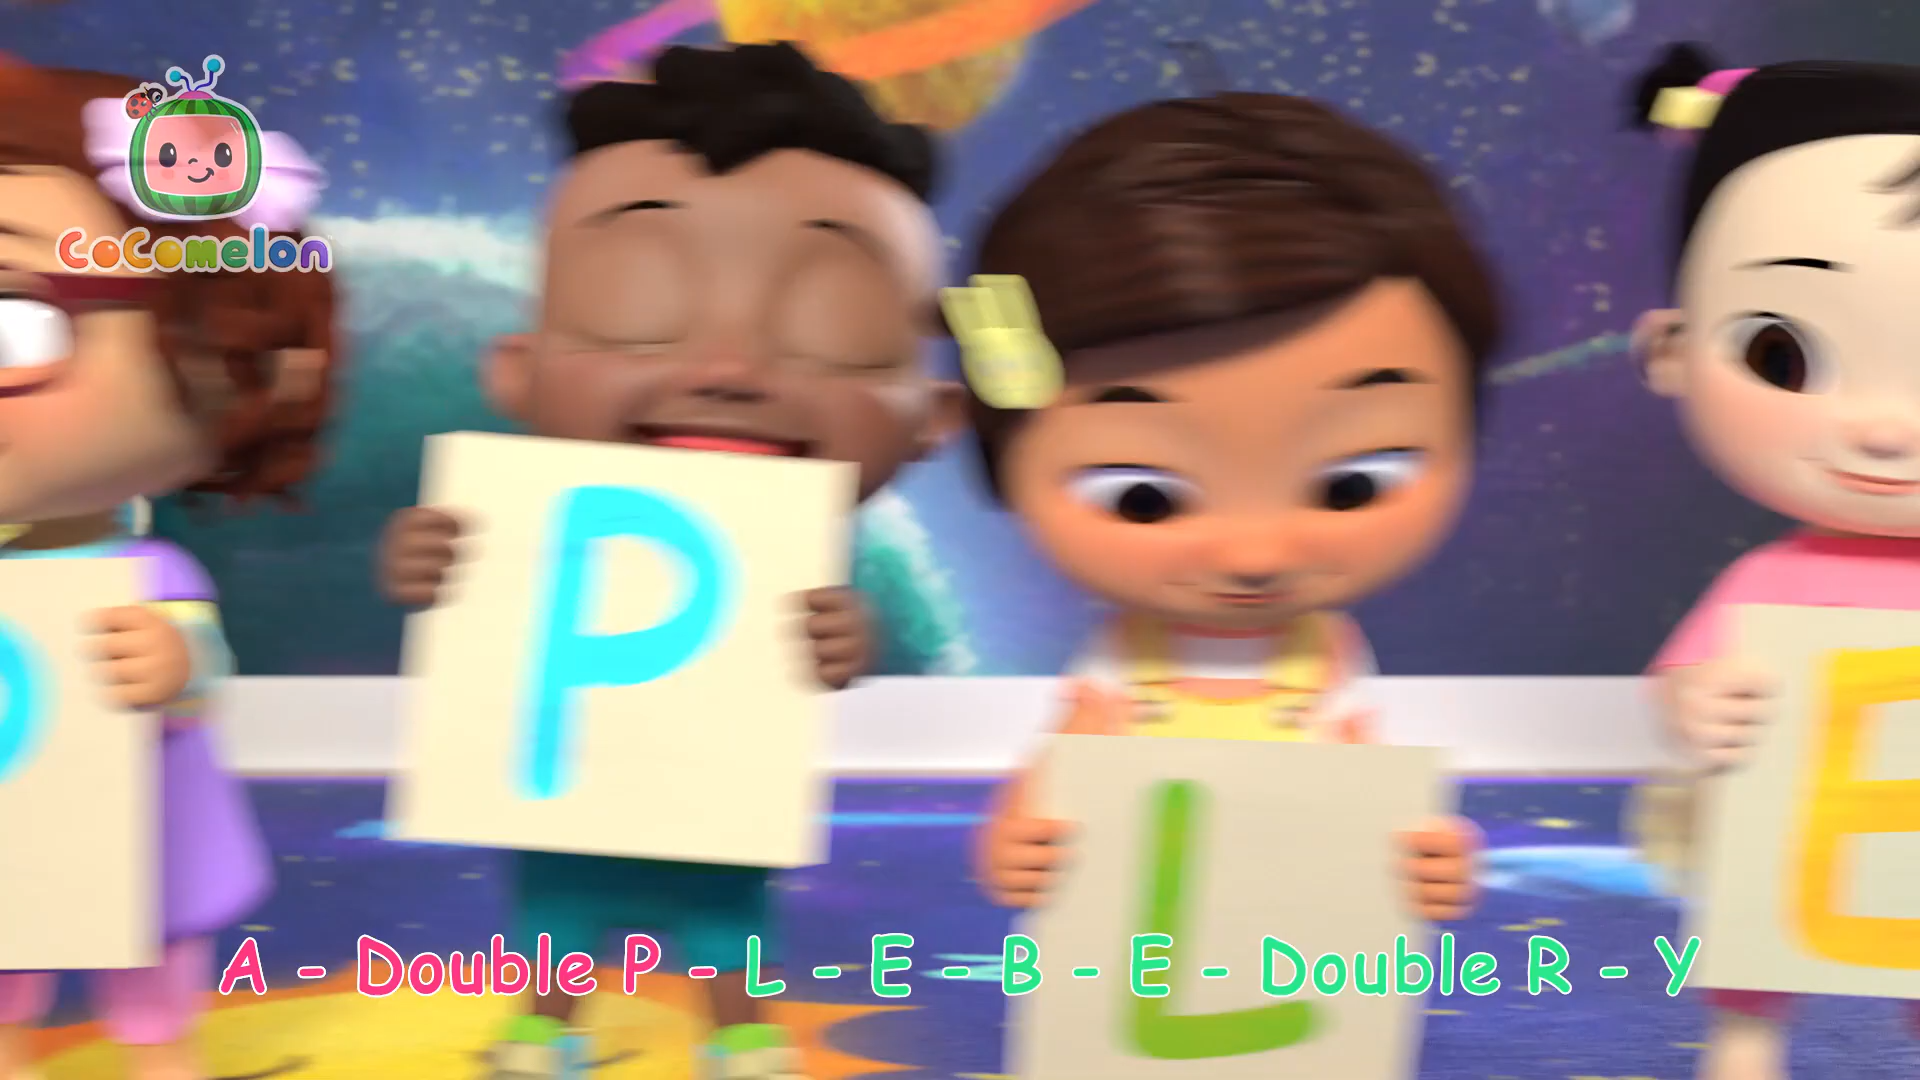 CoComelon
P
P
L
E
A - Double P - L - E - B - E - Double R - Y